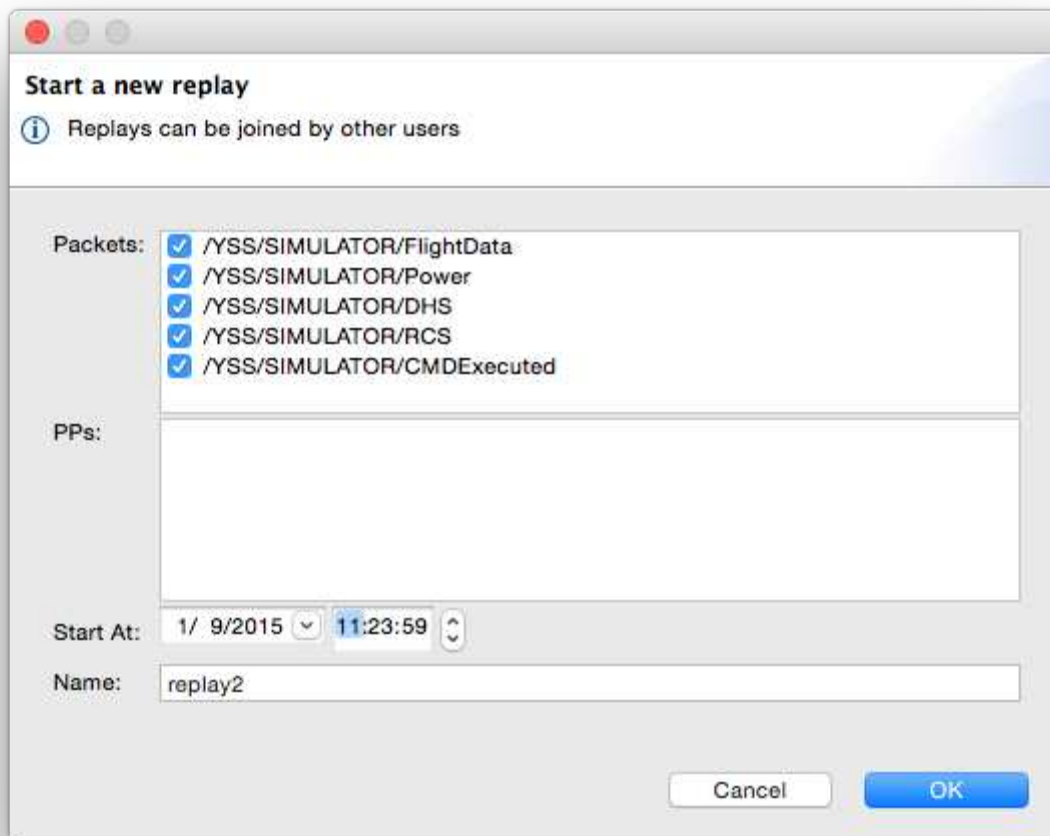 Start a new replay
Replays can be joined by other users
Packets:
/YSS/SIMULATOR/FlightData
/YSS/SIMULATOR/Power
/YSS/SIMULATOR/DHS
/YSS/SIMULATOR/RCS
/YSS/SIMULATOR/CMDExecuted
PPs:
Start At: 1/ 9/2015 11:23:59
Name: replay2
Cancel OK